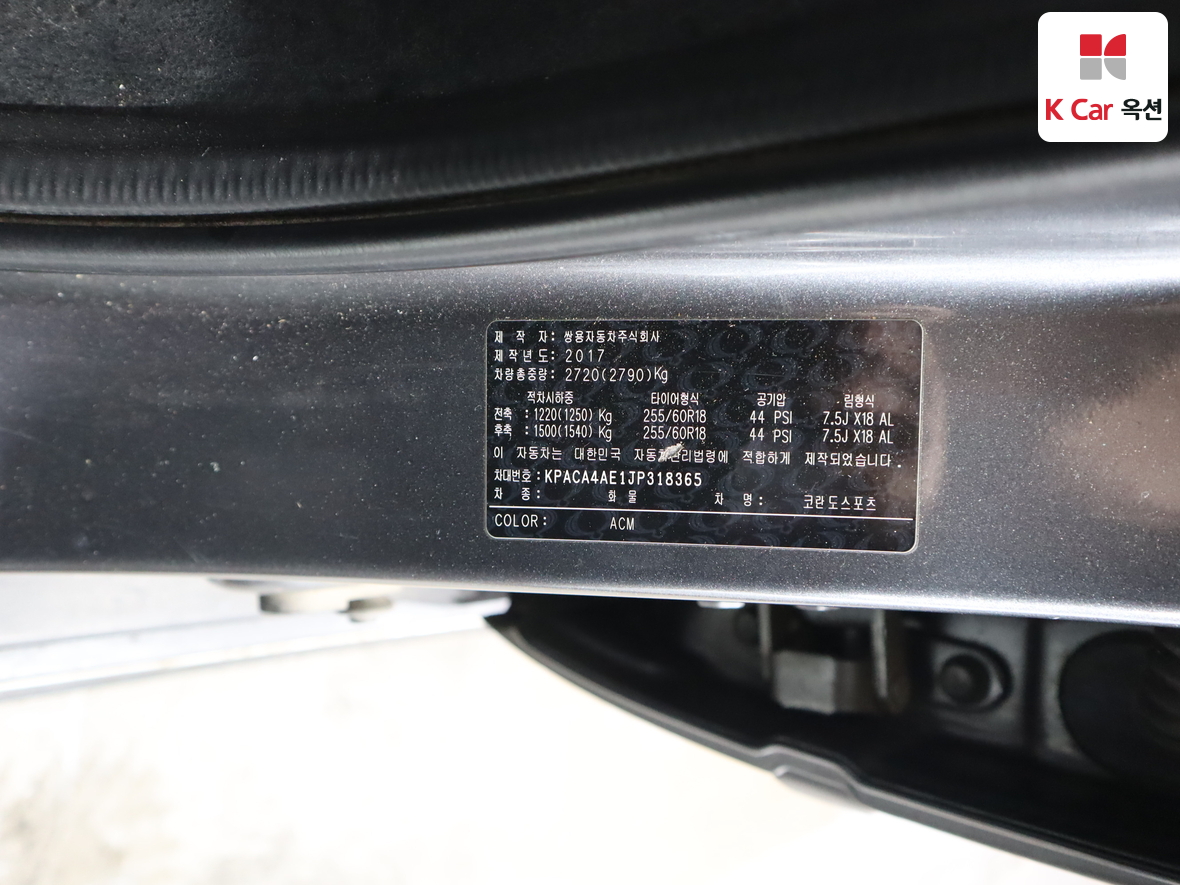 K Car 옥션
제 작 자: 쌍용자동차주식회사
제작년도: 2017
차량총중량: 2720(2790)Kg
적차시하중 타이어형식 공기압 림형식
전축 : 1220(1250) Kg 255/60R18 44 PSI 7.5J X18 AL
후축 : 1500(1540) Kg 255/60R18 44 PSI 7.5J X18 AL
이 자동차는 대한민국 자동차관리법령에 적합하게 제작되었습니다.
차대번호 : KPACA4AE1JP318365
차 종: 화물 차 명: 코란도스포츠
COLOR: ACM